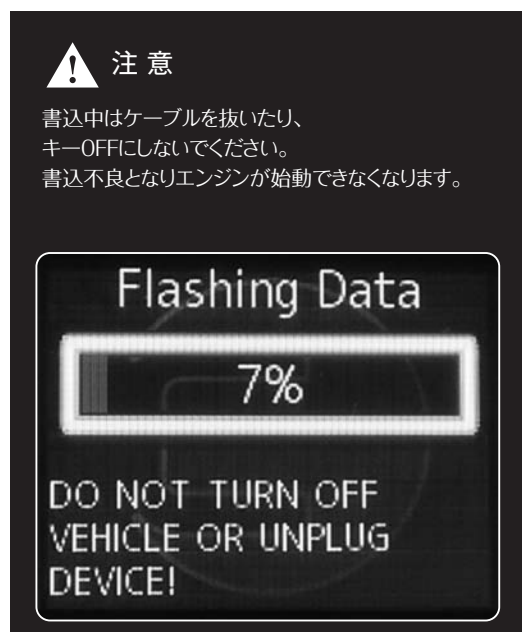 注意
書込中はケーブルを抜いたり、
キーOFFにしないでください。
書込不良となりエンジンが始動できなくなります。
Flashing Data
7%
DO NOT TURN OFF
VEHICLE OR UNPLUG
DEVICE!